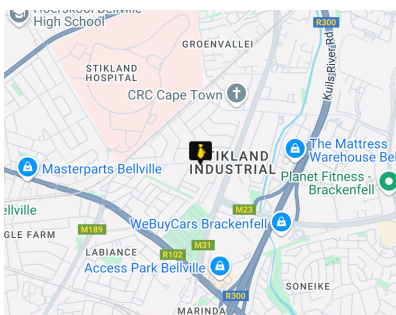 Hoërskool Bellville
High School
R300
GROENVALLEI
Kuils River Rd
STIKLAND
HOSPITAL
CRC Cape Town
The Mattress
Warehouse Bel
STIKLAND
INDUSTRIAL
Masterparts Bellville
Planet Fitness -
Brackenfell
ellville
M23
WeBuyCars Brackenfell
M189
GLE FARM
M31
LABIANCE
R102
Access Park Bellville
SONEIKE
R300
MARINDA